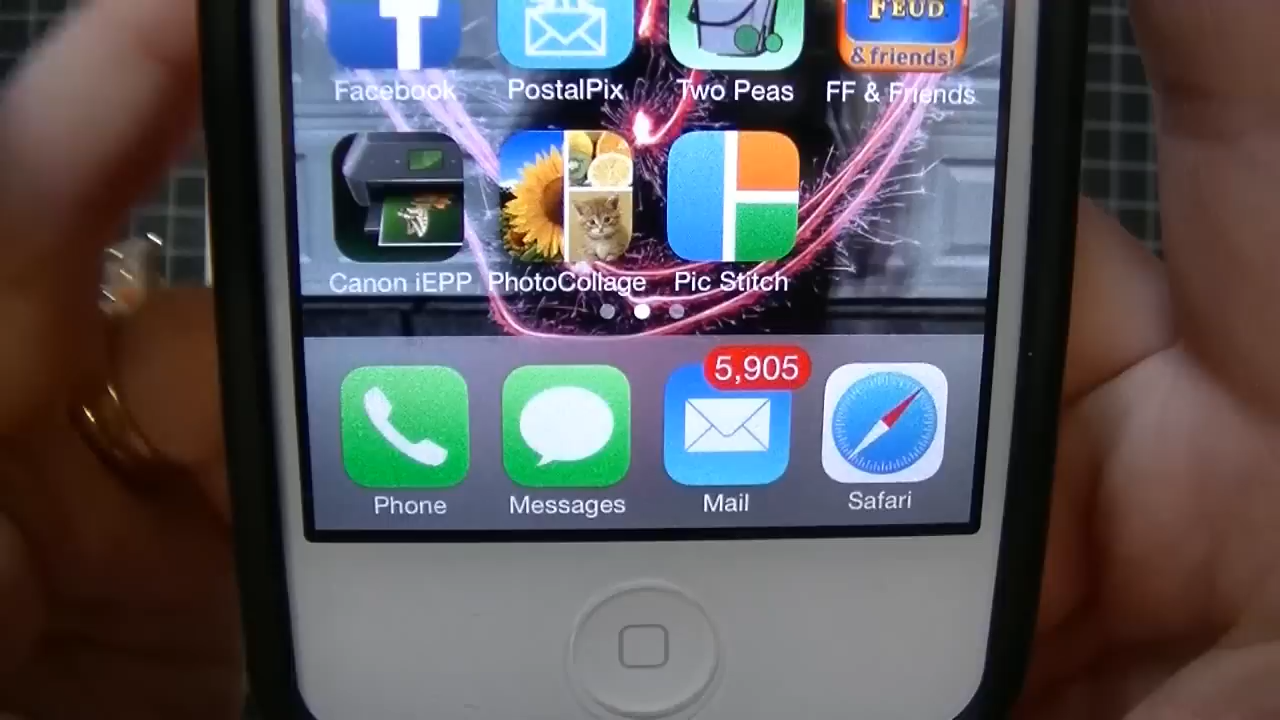 FEUD
& friends!
Facebook
PostalPix
Two Peas
FF & Friends
Canon iEPP
PhotoCollage
Pic Stitch
5,905
Phone
Messages
Mail
Safari